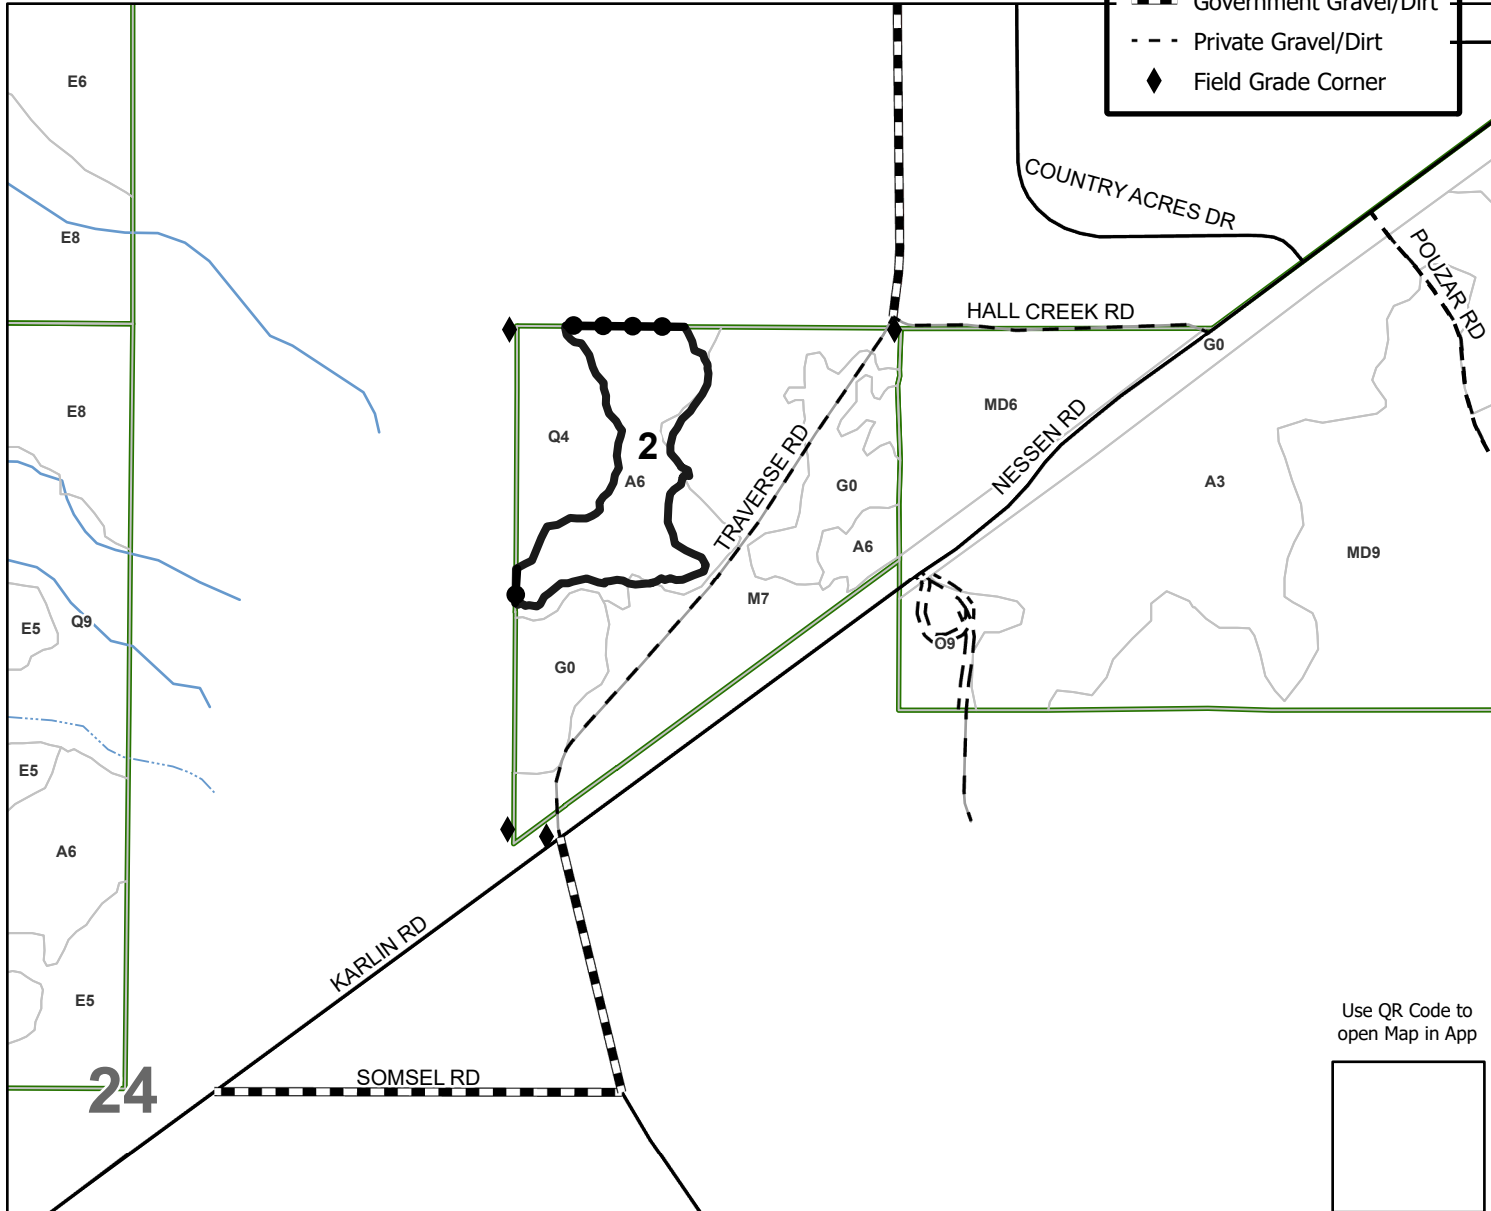 Government Gravel/Dirt
Private Gravel/Dirt
Field Grade Corner
E6
COUNTRY ACRES DR
E8
POUZAR RD
HALL CREEK RD
G0
E8
MD6
Q4
2
NESSEN RD
A6
TRAVERSE RD
G0
A3
A6
MD9
M7
E5
Q9
O9
G0
E5
A6
KARLIN RD
E5
Use QR Code to
open Map in App
24
SOMSEL RD